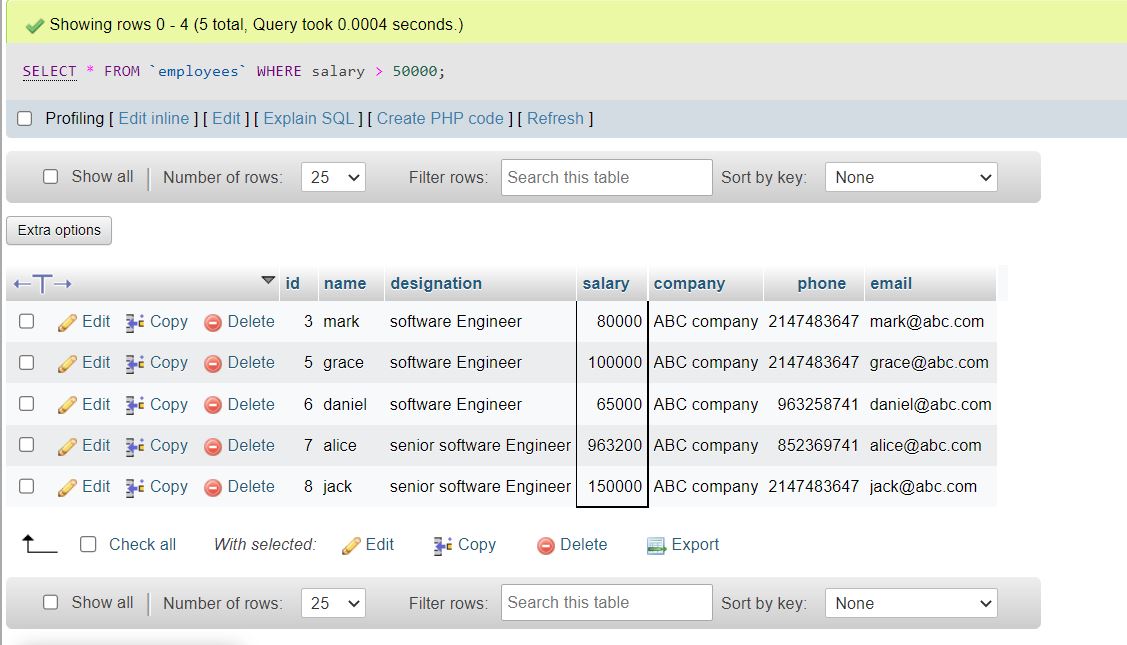 Showing rows 0 - 4 (5 total, Query took 0.0004 seconds.)
SELECT * FROM `employees` WHERE salary > 50000;
Profiling [ Edit inline ] [ Edit ] [ Explain SQL ] [ Create PHP code ] [ Refresh ]
Show all | Number of rows: 25 Filter rows: Search this table Sort by key: None
Extra options
id name designation salary company phone email
Edit Copy Delete 3 mark software Engineer 80000 ABC company 2147483647 mark@abc.com
Edit Copy Delete 5 grace software Engineer 100000 ABC company 2147483647 grace@abc.com
Edit Copy Delete 6 daniel software Engineer 65000 ABC company 963258741 daniel@abc.com
Edit Copy Delete 7 alice senior software Engineer 963200 ABC company 852369741 alice@abc.com
Edit Copy Delete 8 jack senior software Engineer 150000 ABC company 2147483647 jack@abc.com
Check all With selected: Edit Copy Delete Export
Show all | Number of rows: 25 Filter rows: Search this table Sort by key: None